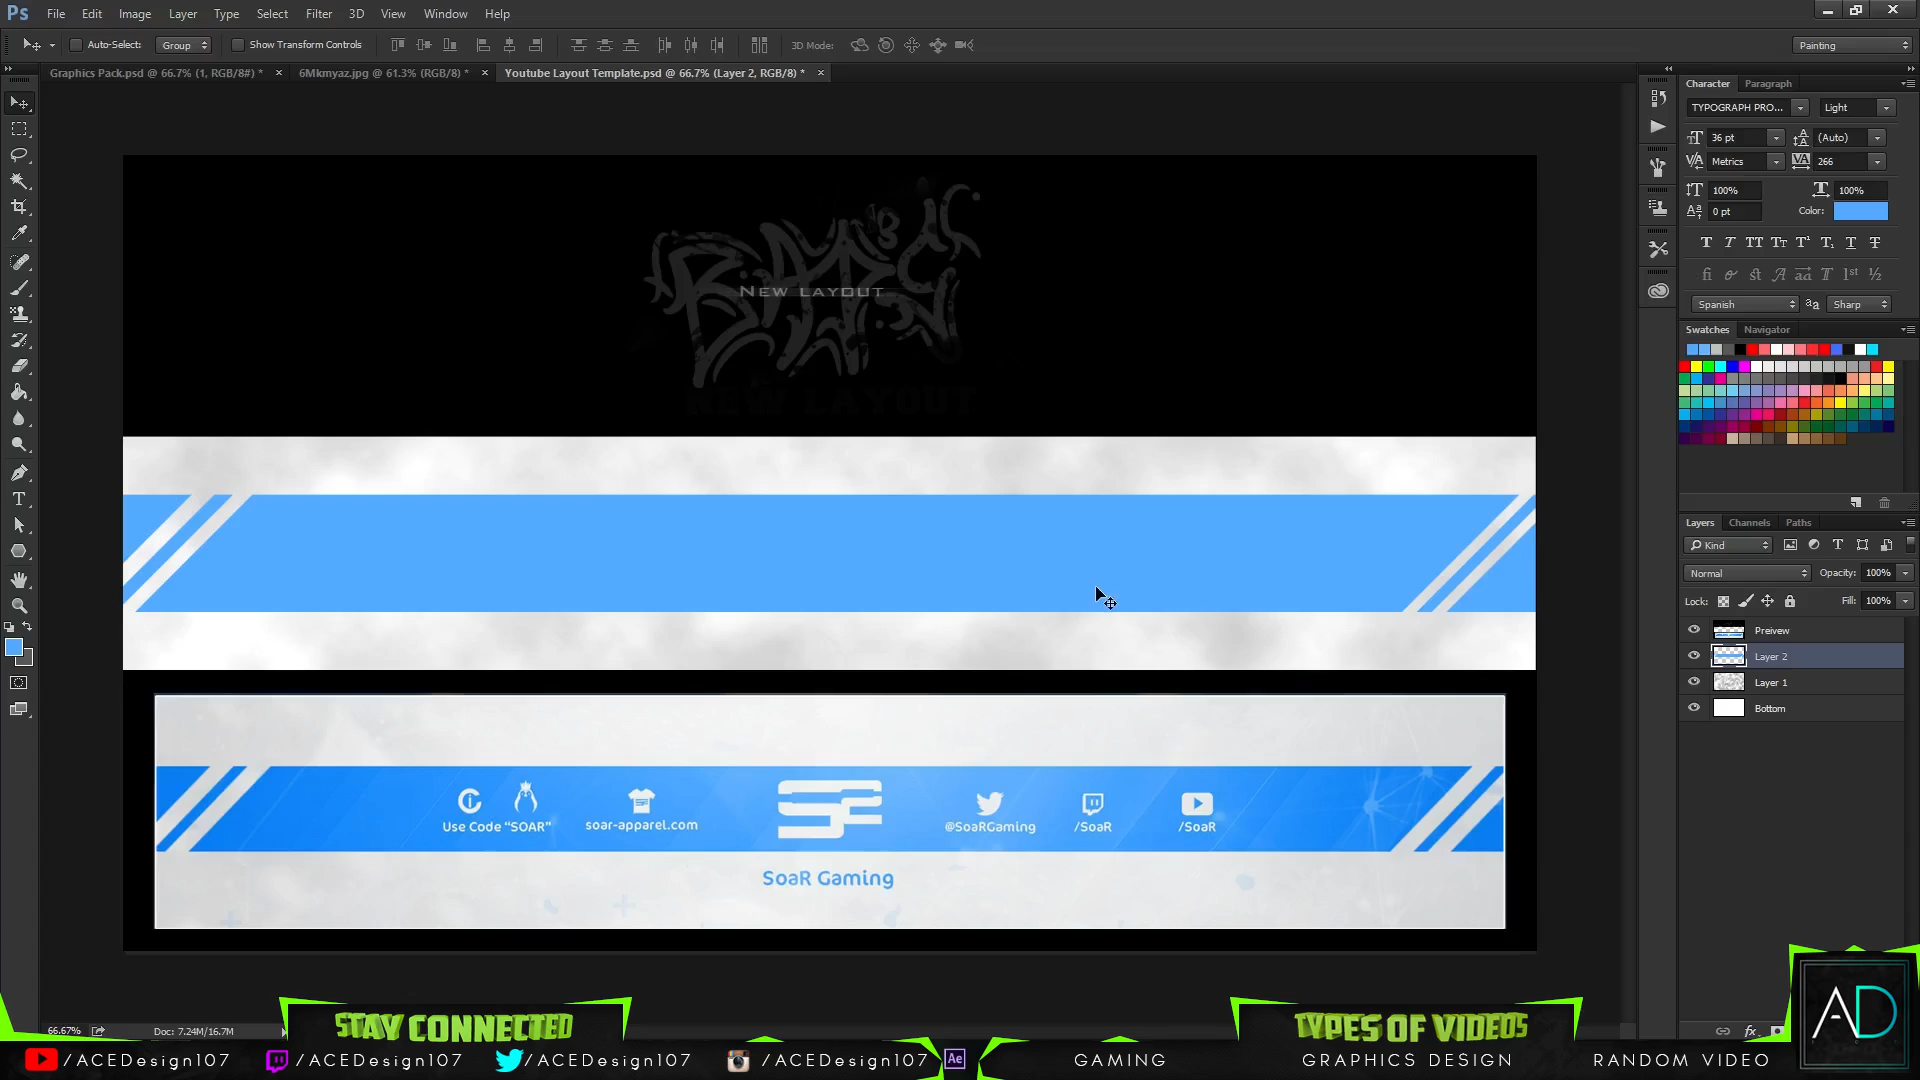 Ps File Edit Image Layer Type Select Filter 3D View Window Help
Auto-Select: Group Show Transform Controls 3D Mode: Painting
Graphics Pack.psd @ 66.7% (1, RGB/8#) * × 6Mkmyaz.jpg @ 61.3% (RGB/8) * × Youtube Layout Template.psd @ 66.7% (Layer 2, RGB/8) * ×
Character Paragraph
TYPOGRAPH PRO... Light
36 pt (Auto)
Metrics 266
100% 100%
0 pt Color:
Spanish Sharp
Swatches Navigator
NEW LAYOUT
NEW LAYOUT
Layers Channels Paths
Kind
Normal Opacity: 100%
Lock: Fill: 100%
Preivew
Layer 2
Layer 1
Bottom
Use Code "SOAR" soar-apparel.com @SoaRGaming /SoaR /SoaR
SoaR Gaming
66.67% Doc: 7.24M/16.7M
STAY CONNECTED TYPES OF VIDEOS
AD
/ACEDesign107 /ACEDesign107 /ACEDesign107 /ACEDesign107 Ae GAMING GRAPHICS DESIGN RANDOM VIDEO